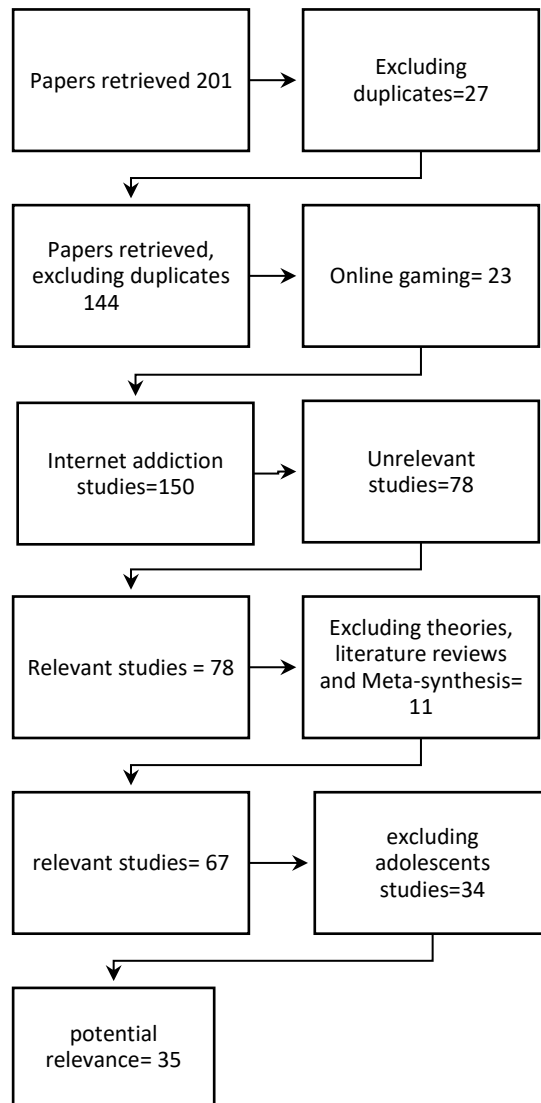 Papers retrieved 201
Excluding
duplicates=27
Papers retrieved,
excluding duplicates
144
Online gaming= 23
Internet addiction
studies=150
Unrelevant
studies=78
Relevant studies = 78
Excluding theories,
literature reviews
and Meta-synthesis=
11
relevant studies= 67
excluding
adolescents
studies=34
potential
relevance= 35